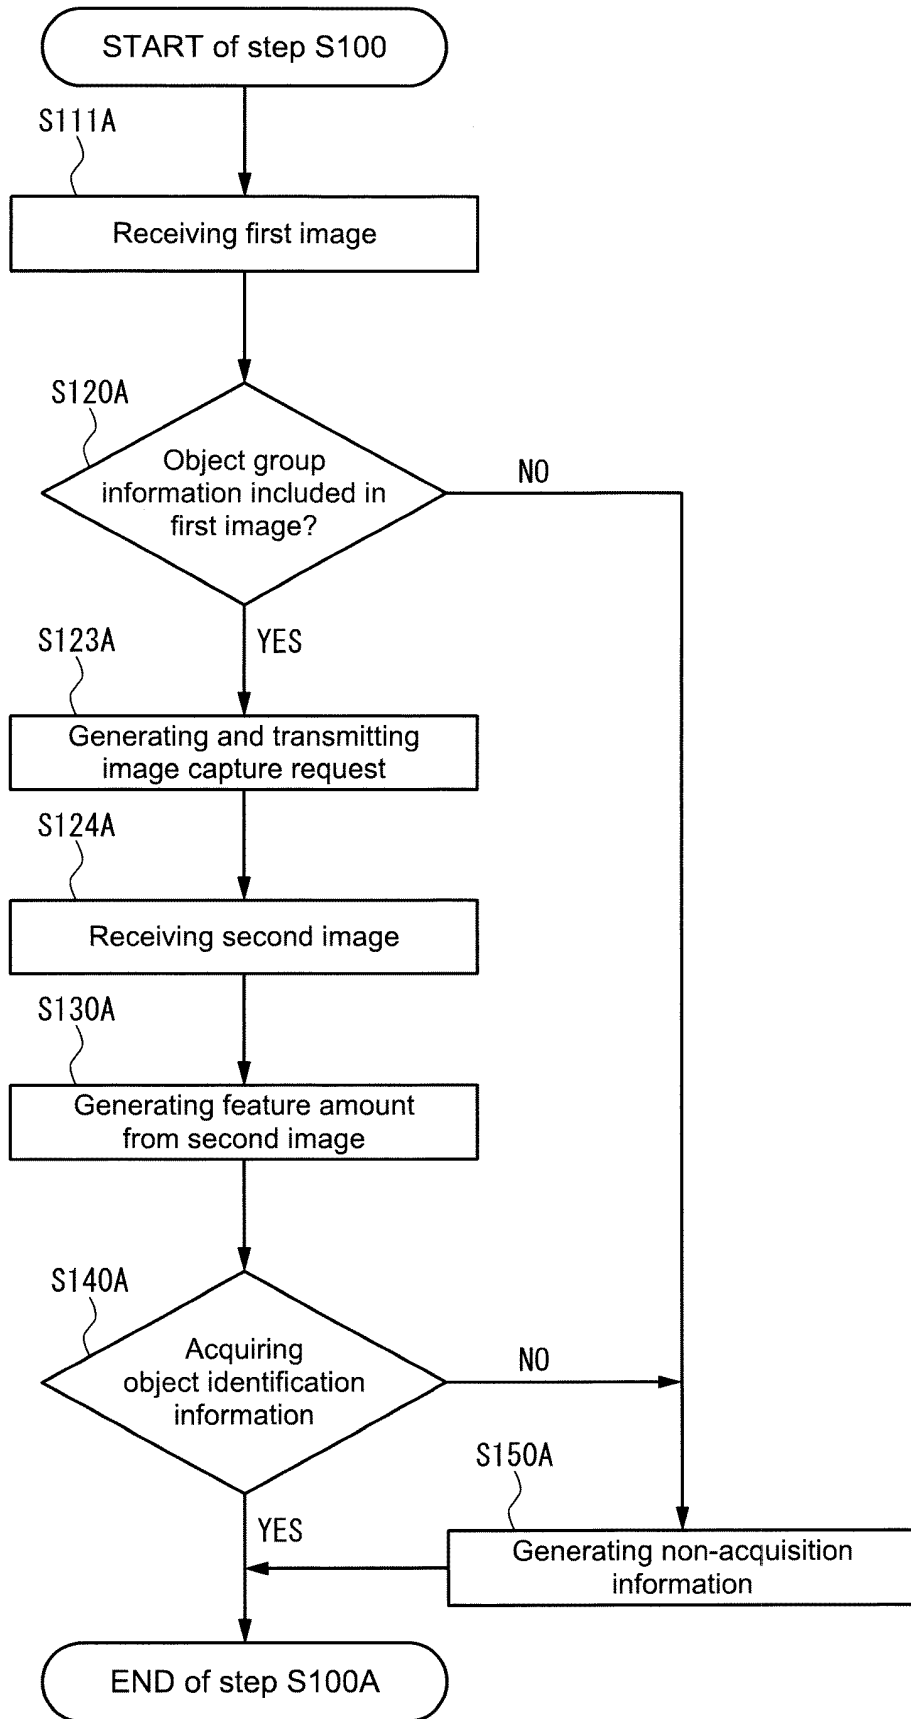 START of step S100
S111A
Receiving first image
S120A
Object group
information included in
first image?
NO
YES
S123A
Generating and transmitting
image capture request
S124A
Receiving second image
S130A
Generating feature amount
from second image
S140A
Acquiring
object identification
information
NO
S150A
YES
Generating non-acquisition
information
END of step S100A